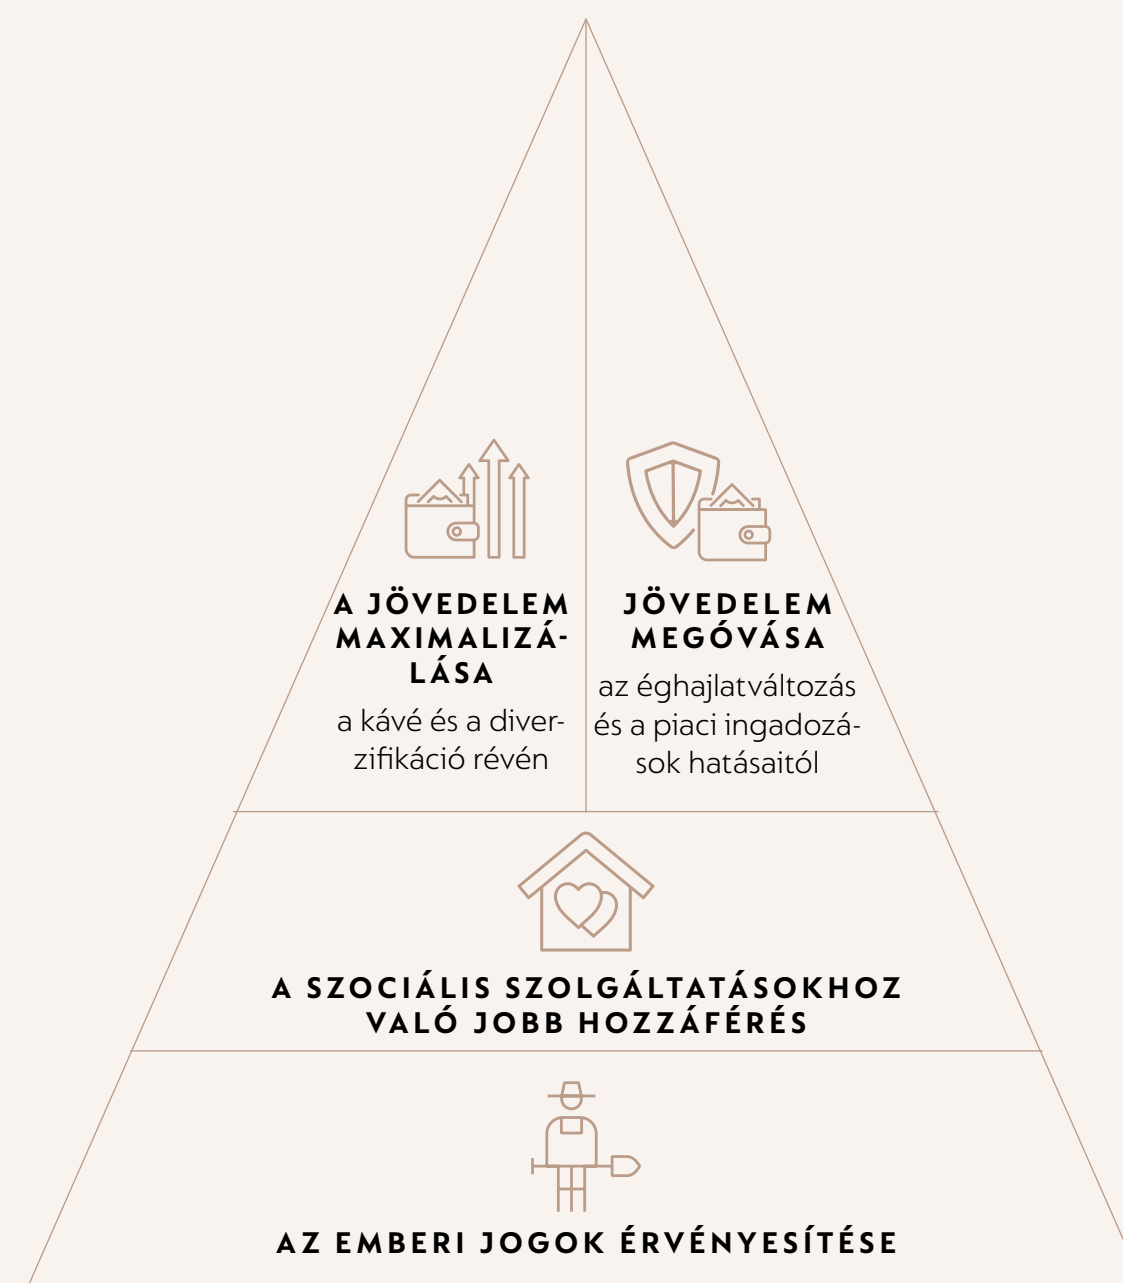 A JÖVEDELEM
MAXIMALIZÁ-
LÁSA
a kávé és a diver-
zifikáció révén
JÖVEDELEM
MEGÓVÁSA
az éghajlatváltozás
és a piaci ingadozá-
sok hatásaitól
A SZOCIÁLIS SZOLGÁLTATÁSOKHOZ
VALÓ JOBB HOZZÁFÉRÉS
AZ EMBERI JOGOK ÉRVÉNYESÍTÉSE